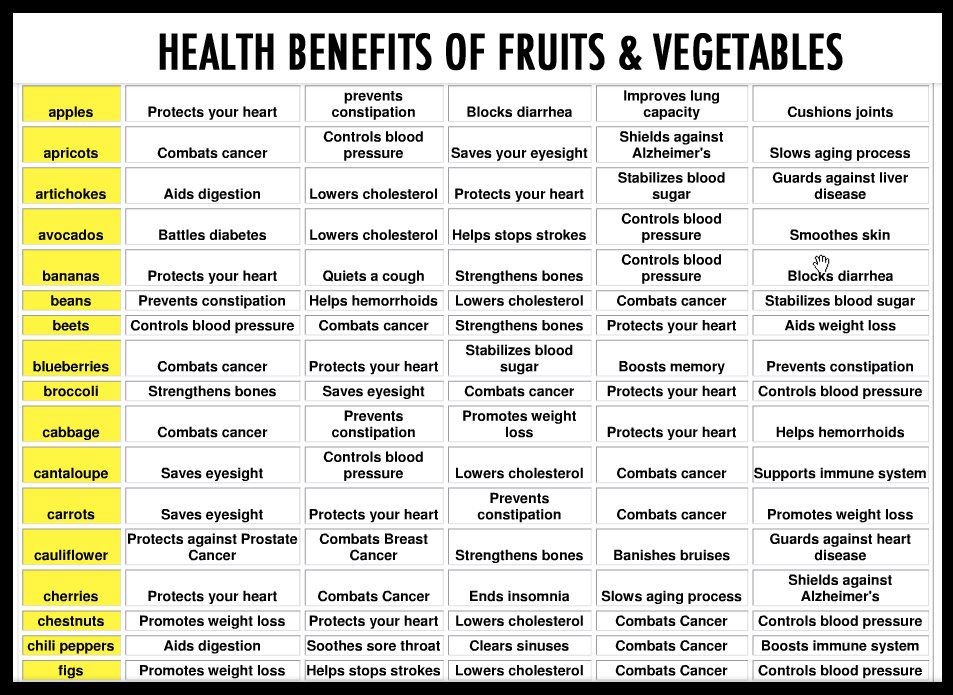 HEALTH BENEFITS OF FRUITS & VEGETABLES
apples Protects your heart prevents constipation Blocks diarrhea Improves lung capacity Cushions joints
apricots Combats cancer Controls blood pressure Saves your eyesight Shields against Alzheimer's Slows aging process
artichokes Aids digestion Lowers cholesterol Protects your heart Stabilizes blood sugar Guards against liver disease
avocados Battles diabetes Lowers cholesterol Helps stops strokes Controls blood pressure Smoothes skin
bananas Protects your heart Quiets a cough Strengthens bones Controls blood pressure Blocks diarrhea
beans Prevents constipation Helps hemorrhoids Lowers cholesterol Combats cancer Stabilizes blood sugar
beets Controls blood pressure Combats cancer Strengthens bones Protects your heart Aids weight loss
blueberries Combats cancer Protects your heart Stabilizes blood sugar Boosts memory Prevents constipation
broccoli Strengthens bones Saves eyesight Combats cancer Protects your heart Controls blood pressure
cabbage Combats cancer Prevents constipation Promotes weight loss Protects your heart Helps hemorrhoids
cantaloupe Saves eyesight Controls blood pressure Lowers cholesterol Combats cancer Supports immune system
carrots Saves eyesight Protects your heart Prevents constipation Combats cancer Promotes weight loss
cauliflower Protects against Prostate Cancer Combats Breast Cancer Strengthens bones Banishes bruises Guards against heart disease
cherries Protects your heart Combats Cancer Ends insomnia Slows aging process Shields against Alzheimer's
chestnuts Promotes weight loss Protects your heart Lowers cholesterol Combats Cancer Controls blood pressure
chili peppers Aids digestion Soothes sore throat Clears sinuses Combats Cancer Boosts immune system
figs Promotes weight loss Helps stops strokes Lowers cholesterol Combats Cancer Controls blood pressure